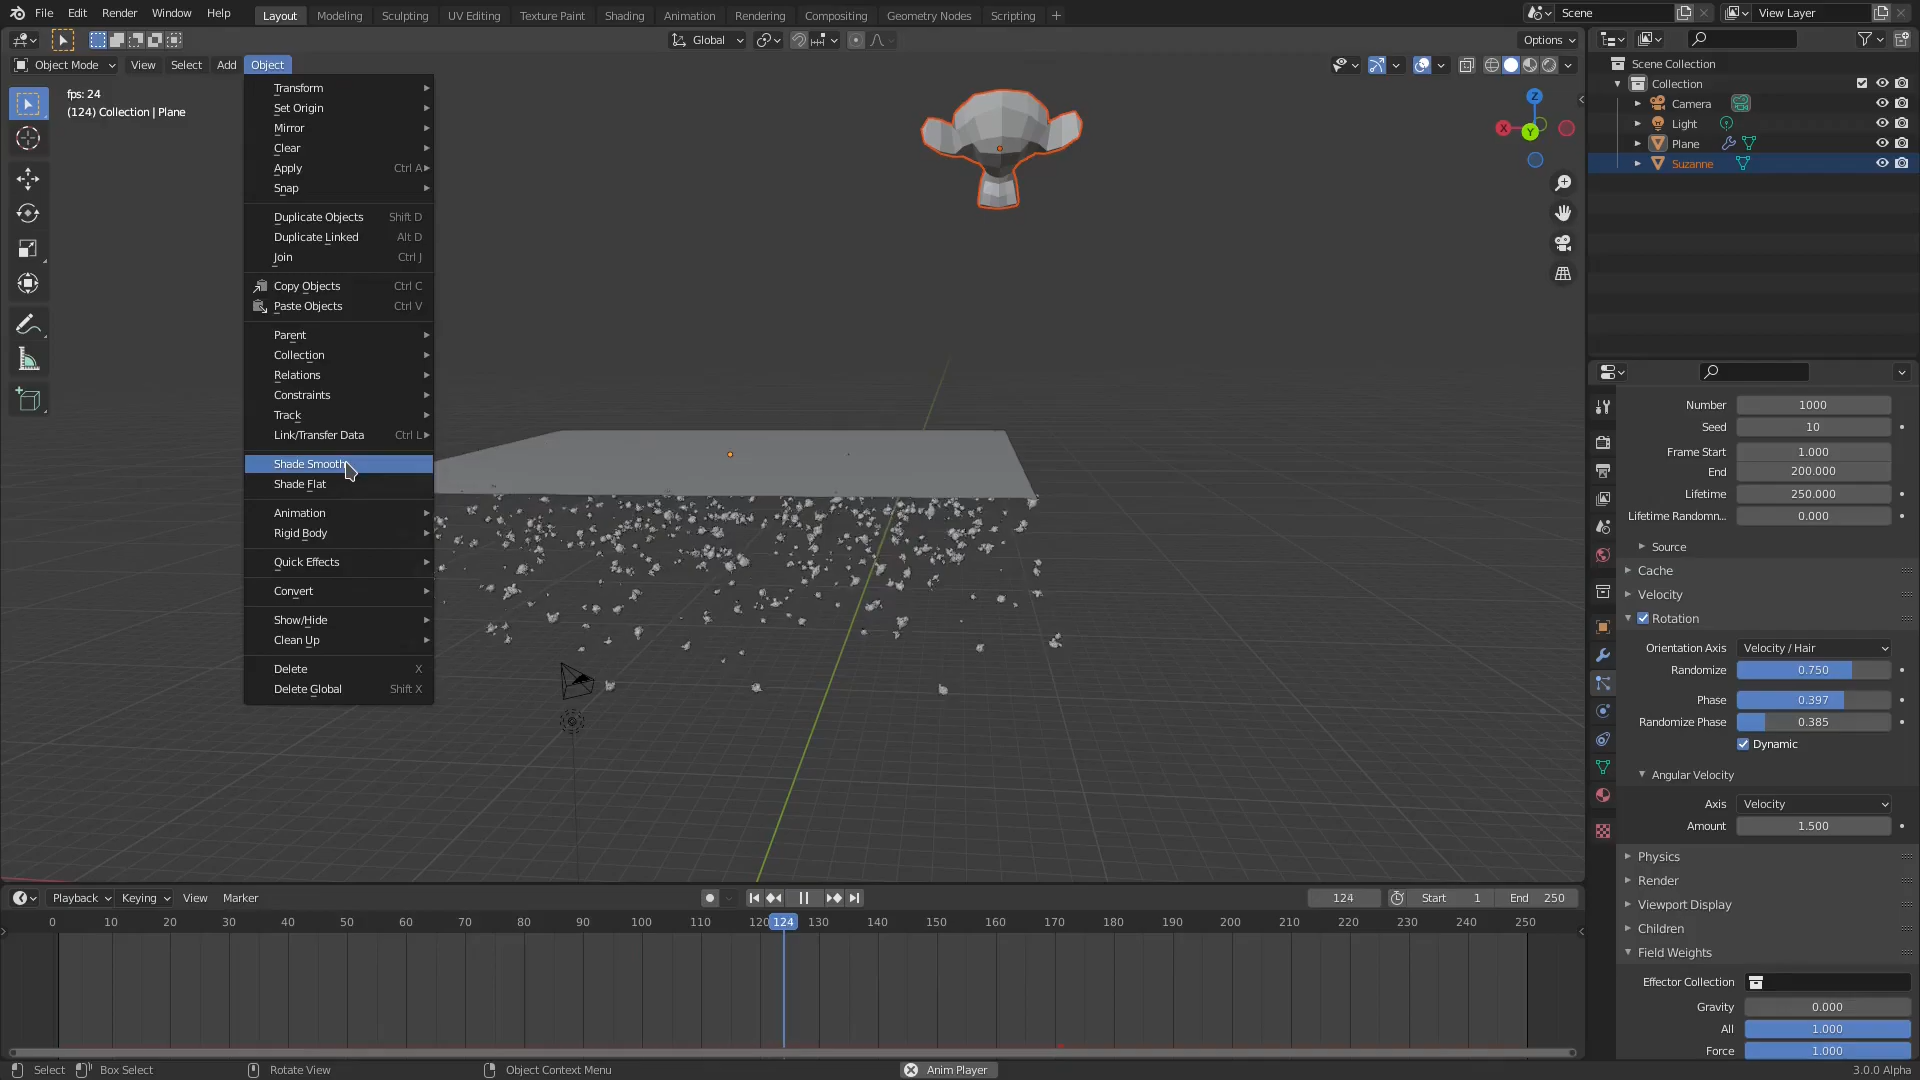 File Edit Render Window Help Layout Modeling Sculpting UV Editing Texture Paint Shading Animation Rendering Compositing Geometry Nodes Scripting + Scene View Layer
Global Options
Object Mode View Select Add Object
fps: 24
(124) Collection | Plane
Transform
Set Origin
Mirror
Clear
Apply Ctrl A
Snap
Duplicate Objects Shift D
Duplicate Linked Alt D
Join Ctrl J
Copy Objects Ctrl C
Paste Objects Ctrl V
Parent
Collection
Relations
Constraints
Track
Link/Transfer Data Ctrl L
Shade Smooth
Shade Flat
Animation
Rigid Body
Quick Effects
Convert
Show/Hide
Clean Up
Delete X
Delete Global Shift X
Z
X
Y
Scene Collection
Collection
Camera
Light
Plane
Suzanne
Number 1000
Seed 10
Frame Start 1.000
End 200.000
Lifetime 250.000
Lifetime Randomn... 0.000
Source
Cache
Velocity
Rotation
Orientation Axis Velocity / Hair
Randomize 0.750
Phase 0.397
Randomize Phase 0.385
Dynamic
Angular Velocity
Axis Velocity
Amount 1.500
Physics
Render
Viewport Display
Children
Field Weights
Effector Collection
Gravity 0.000
All 1.000
Force 1.000
Playback Keying View Marker 124 Start 1 End 250
0 10 20 30 40 50 60 70 80 90 100 110 120 124 130 140 150 160 170 180 190 200 210 220 230 240 250
Select Box Select Rotate View Object Context Menu Anim Player 3.0.0 Alpha